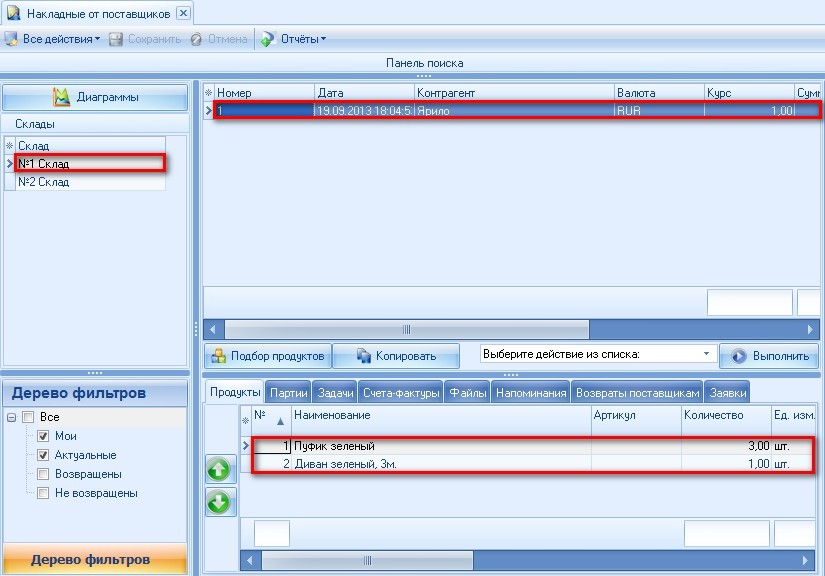 Накладные от поставщиков
Все действия Сохранить Отмена Отчёты
Панель поиска
Диаграммы
Склады
Склад
№1 Склад
№2 Склад
Номер Дата Контрагент Валюта Курс Сумм
1 19.09.2013 18:04:5 Ярило RUR 1,00
Подбор продуктов Копировать Выберите действие из списка: Выполнить
Дерево фильтров
Все
Мои
Актуальные
Возвращены
Не возвращены
Дерево фильтров
Продукты Партии Задачи Счета-фактуры Файлы Напоминания Возвраты поставщикам Заявки
№ Наименование Артикул Количество Ед. изм.
1 Пуфик зеленый 3,00 шт.
2 Диван зеленый, 3м. 1,00 шт.